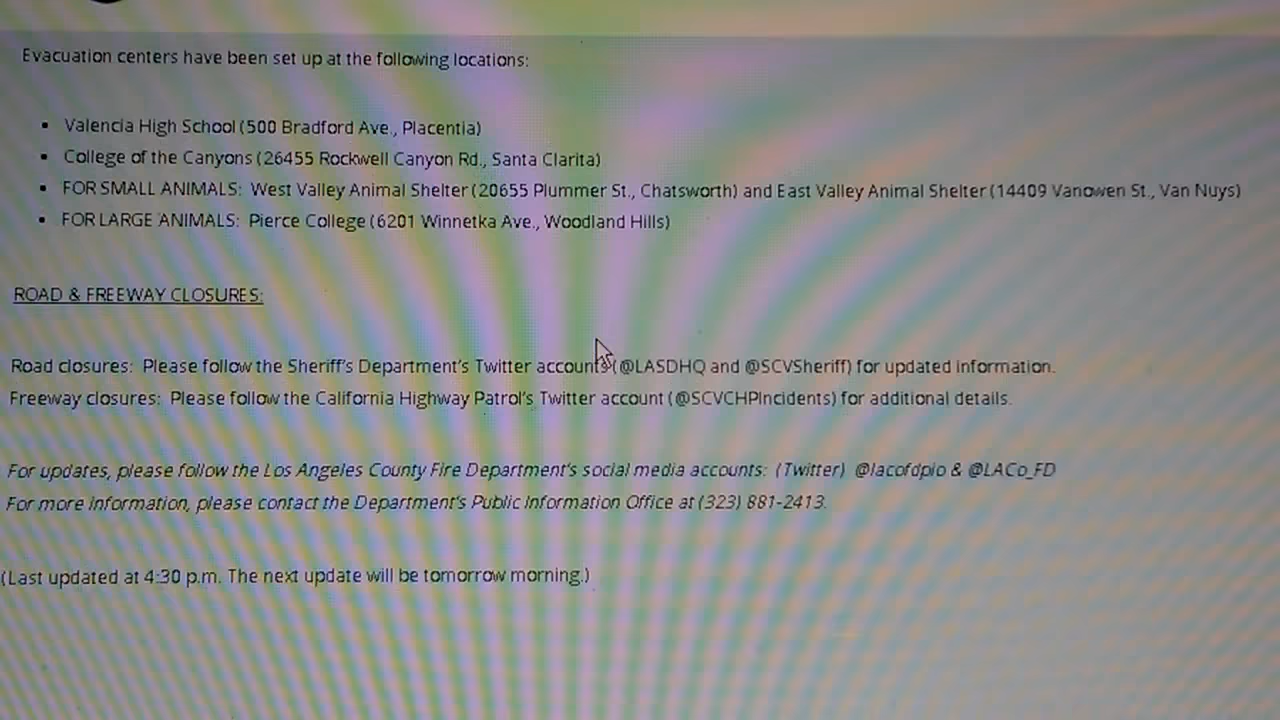 Evacuation centers have been set up at the following locations:
• Valencia High School (500 Bradford Ave., Placentia)
• College of the Canyons (26455 Rockwell Canyon Rd., Santa Clarita)
• FOR SMALL ANIMALS: West Valley Animal Shelter (20655 Plummer St., Chatsworth) and East Valley Animal Shelter (14409 Vanowen St., Van Nuys)
• FOR LARGE ANIMALS: Pierce College (6201 Winnetka Ave., Woodland Hills)
ROAD & FREEWAY CLOSURES:
Road closures: Please follow the Sheriff's Department's Twitter accounts (@LASDHQ and @SCVSheriff) for updated information.
Freeway closures: Please follow the California Highway Patrol's Twitter account (@SCVCHPIncidents) for additional details.
For updates, please follow the Los Angeles County Fire Department's social media accounts: (Twitter) @lacofdpio & @LACo_FD
For more information, please contact the Department's Public Information Office at (323) 881-2413.
(Last updated at 4:30 p.m. The next update will be tomorrow morning.)